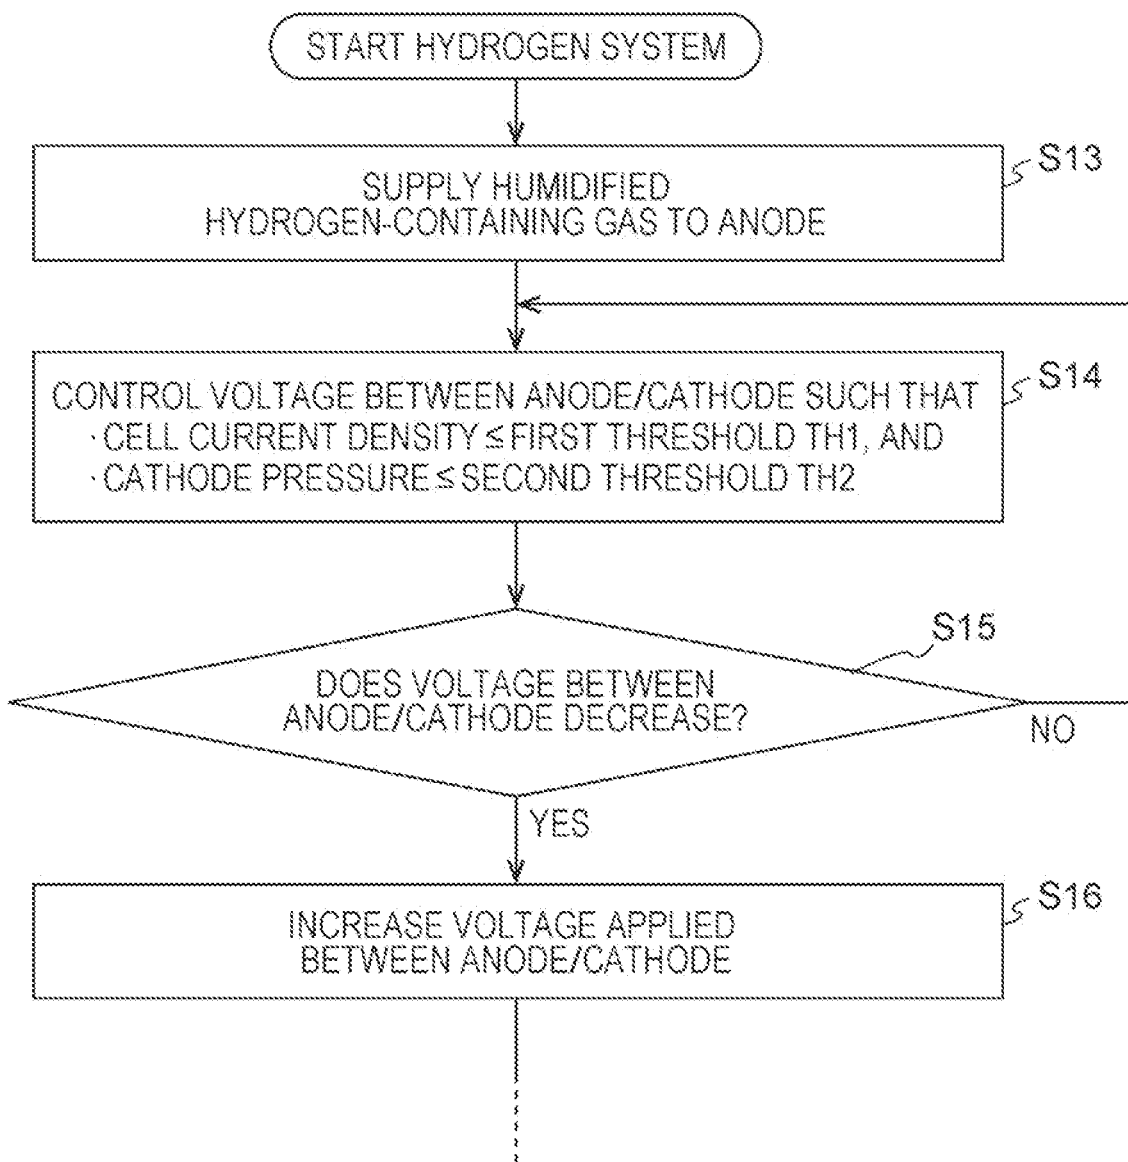 START HYDROGEN SYSTEM
S13
SUPPLY HUMIDIFIED
HYDROGEN-CONTAINING GAS TO ANODE
S14
CONTROL VOLTAGE BETWEEN ANODE/CATHODE SUCH THAT
· CELL CURRENT DENSITY ≤ FIRST THRESHOLD TH1, AND
· CATHODE PRESSURE ≤ SECOND THRESHOLD TH2
S15
DOES VOLTAGE BETWEEN
ANODE/CATHODE DECREASE?
NO
YES
S16
INCREASE VOLTAGE APPLIED
BETWEEN ANODE/CATHODE